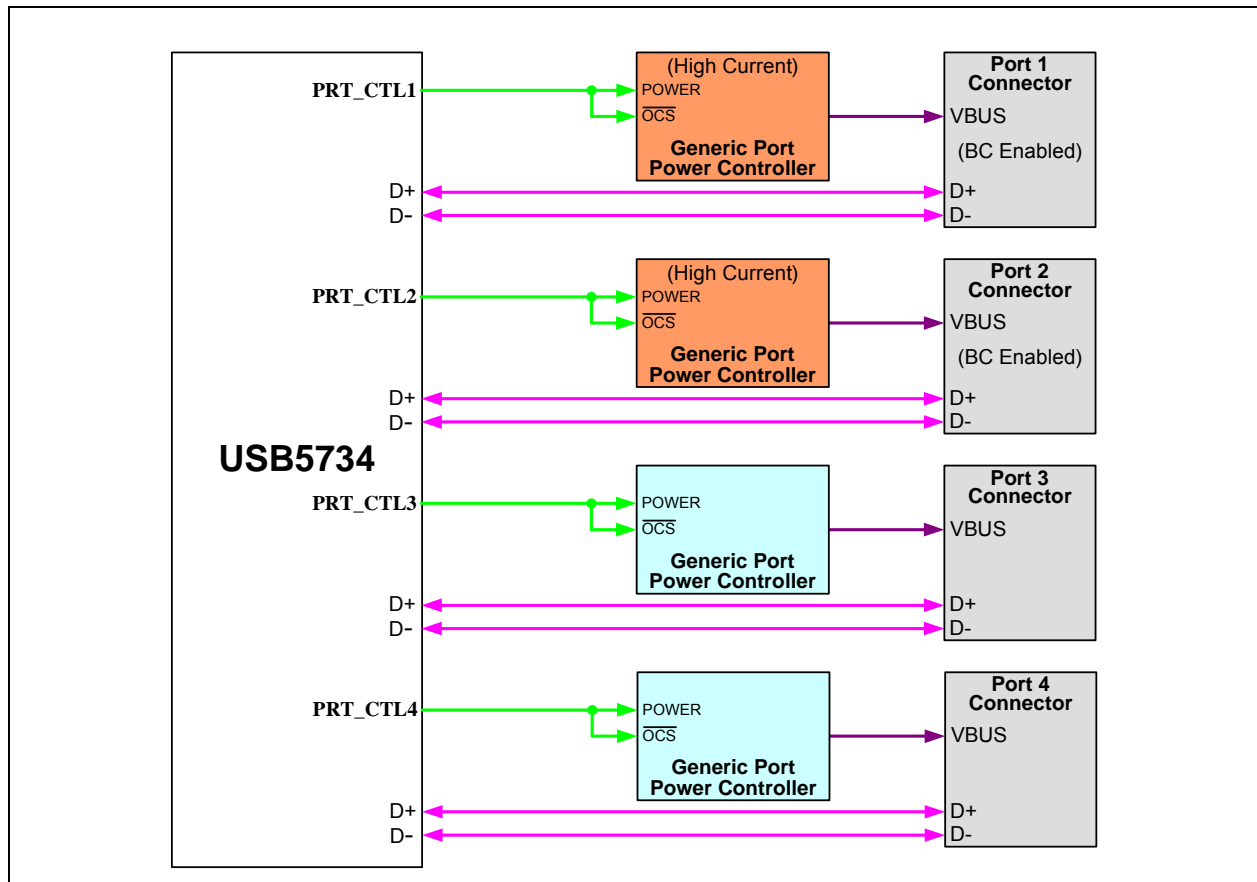 PRT_CTL1
(High Current)
POWER
OCS
Generic Port
Power Controller
Port 1
Connector
VBUS
(BC Enabled)
D+
D-
D+
D-
PRT_CTL2
(High Current)
POWER
OCS
Generic Port
Power Controller
Port 2
Connector
VBUS
(BC Enabled)
D+
D-
D+
D-
USB5734
PRT_CTL3
POWER
OCS
Generic Port
Power Controller
Port 3
Connector
VBUS
D+
D-
D+
D-
PRT_CTL4
POWER
OCS
Generic Port
Power Controller
Port 4
Connector
VBUS
D+
D-
D+
D-